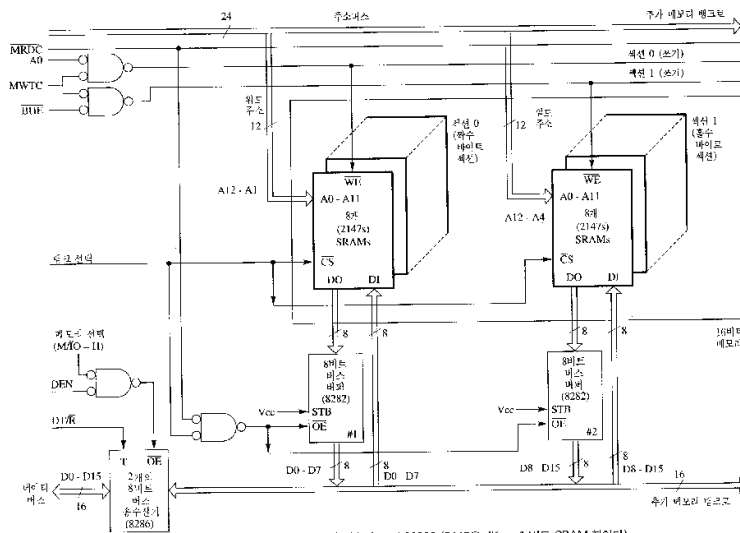 24
주소버스
추가 메모리 뱅크로
MRDC
A0
MWTC
BHE
섹션 0 (쓰기)
섹션 1 (쓰기)
워드
주소
12
섹션 0
(짝수
바이트
섹션)
워드
주소
12
섹션 1
(홀수
바이트
섹션)
WE
A12 - A1
A0 - A11
8개
(2147s)
SRAMs
CS
DO DI
WE
A12 - A4
A0 - A11
8개
(2147s)
SRAMs
CS
DO DI
선택
8
8
8
8
16비트
메모리
선택
(M/IO - H)
DEN
DT/R
8비트
버스
버퍼
(8282)
Vcc
STB
OE
#1
8비트
버스
버퍼
(8282)
Vcc
STB
OE
#2
T OE
2개의
8비트
버스
송수신기
(8286)
데이터
버스
D0 - D15
16
D0 - D7
8
8
D0 D7
D8 D15
8
8
D8 - D15
16
추가 메모리 뱅크로